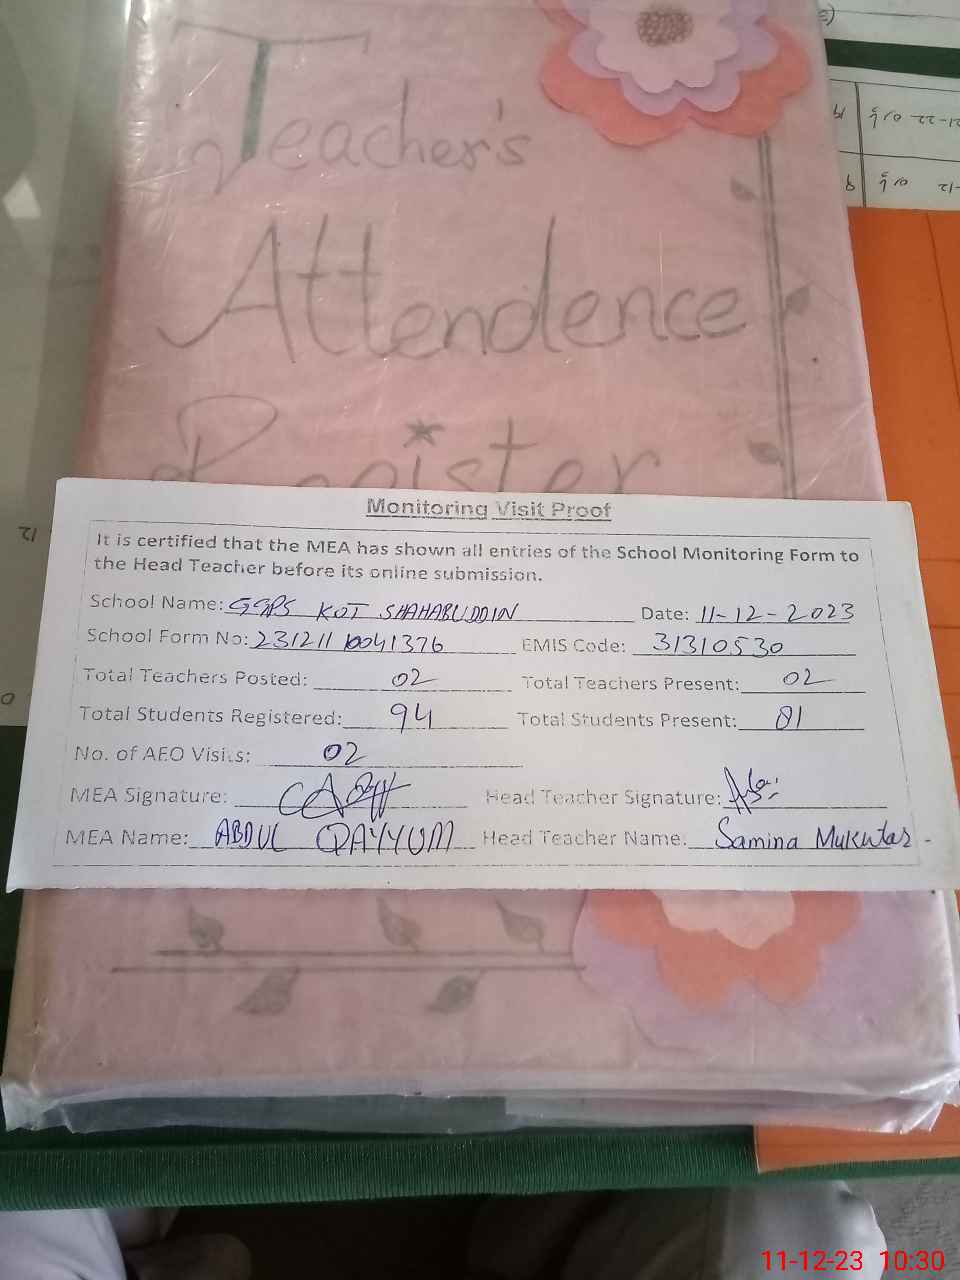 Teacher's
Attendence
Register
Monitoring Visit Proof
It is certified that the MEA has shown all entries of the School Monitoring Form to
the Head Teacher before its online submission.
School Name: GGPS KOT SHAHABUDDIN Date: 11-12-2023
School Form No: 23121110041376 EMIS Code: 31310530
Total Teachers Posted: 02 Total Teachers Present: 02
Total Students Registered: 94 Total Students Present: 81
No. of AEO Visits: 02
MEA Signature: Head Teacher Signature:
MEA Name: ABDUL QAYYUM Head Teacher Name: Samina Mukhtar
11-12-23 10:30